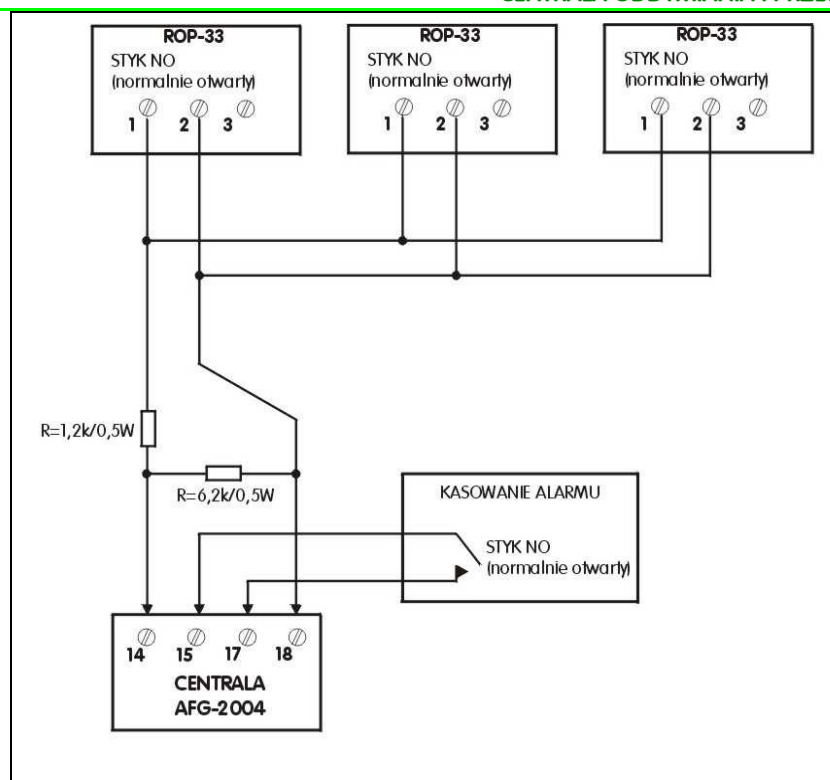 ROP-33
STYK NO
(normalnie otwarty)
1 2 3
ROP-33
STYK NO
(normalnie otwarty)
1 2 3
ROP-33
STYK NO
(normalnie otwarty)
1 2 3
R=1,2k/0,5W
R=6,2k/0,5W
KASOWANIE ALARMU
STYK NO
(normalnie otwarty)
14 15 17 18
CENTRALA
AFG-2004